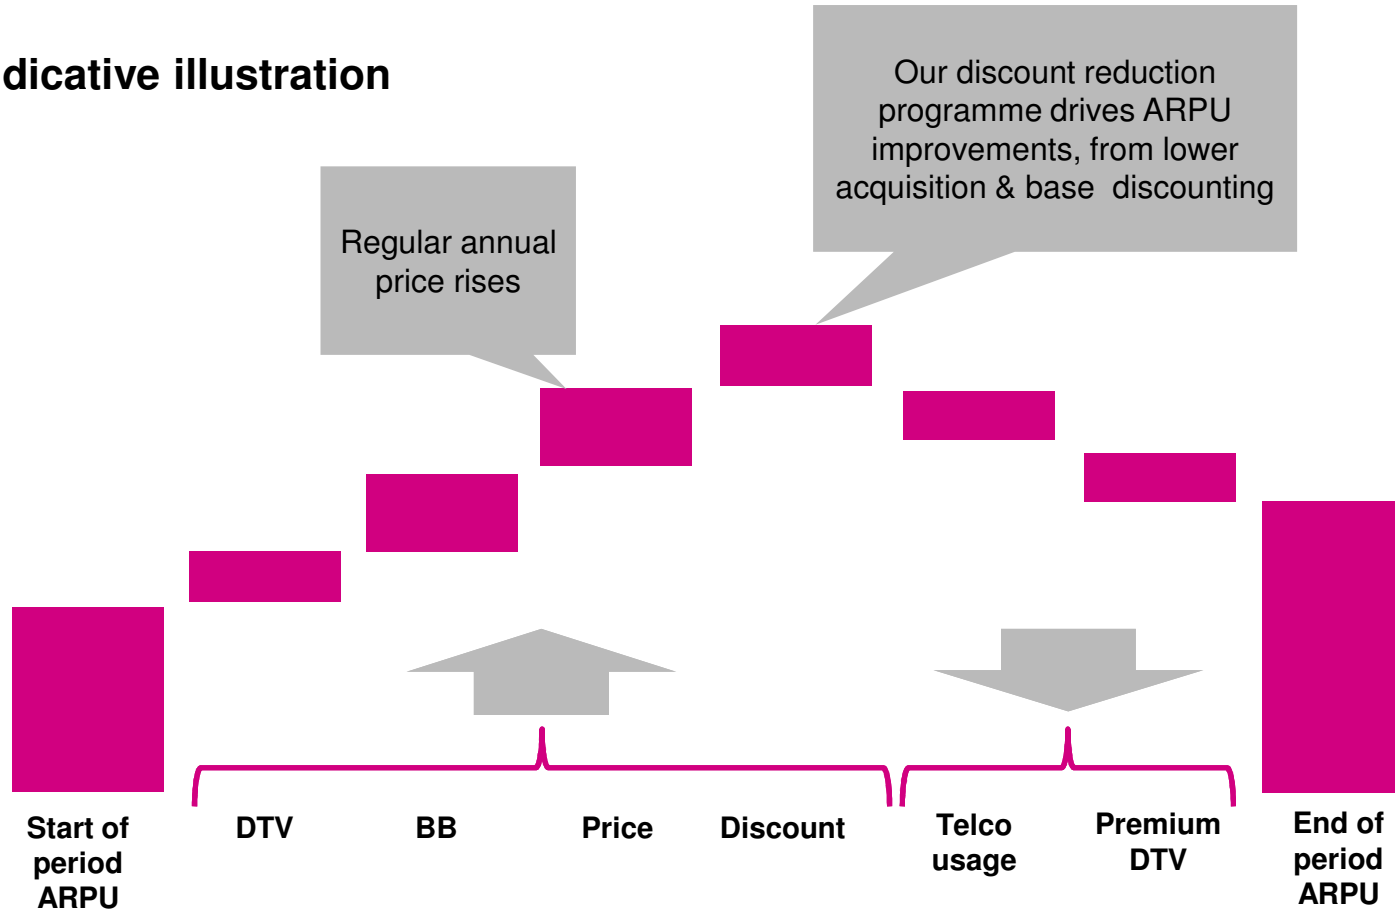 dicative illustration
Our discount reduction
programme drives ARPU
improvements, from lower
acquisition & base  discounting
Regular annual
price rises
Start of
period
ARPU
DTV
BB
Price
Discount
Telco
usage
Premium
DTV
End of
period
ARPU